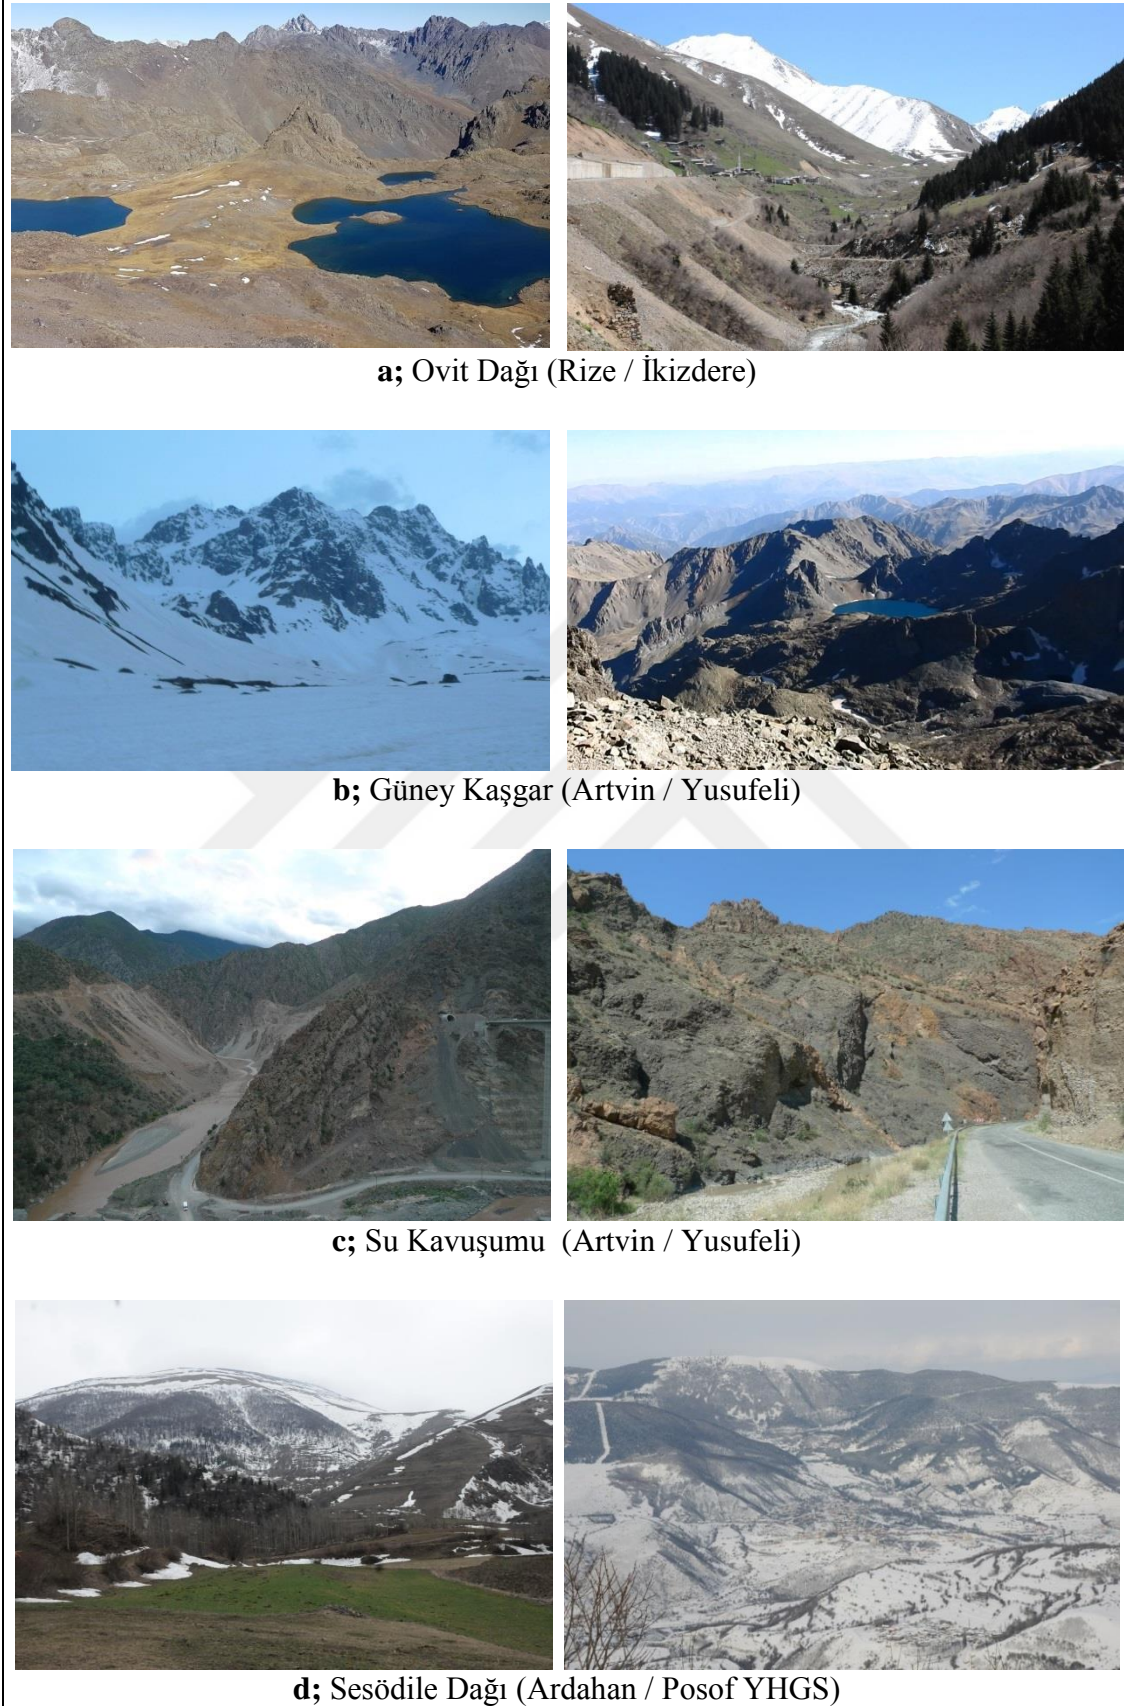 a; Ovit Dağı (Rize / İkizdere)
b; Güney Kaşgar (Artvin / Yusufeli)
c; Su Kavuşumu (Artvin / Yusufeli)
d; Sesödile Dağı (Ardahan / Posof YHGS)